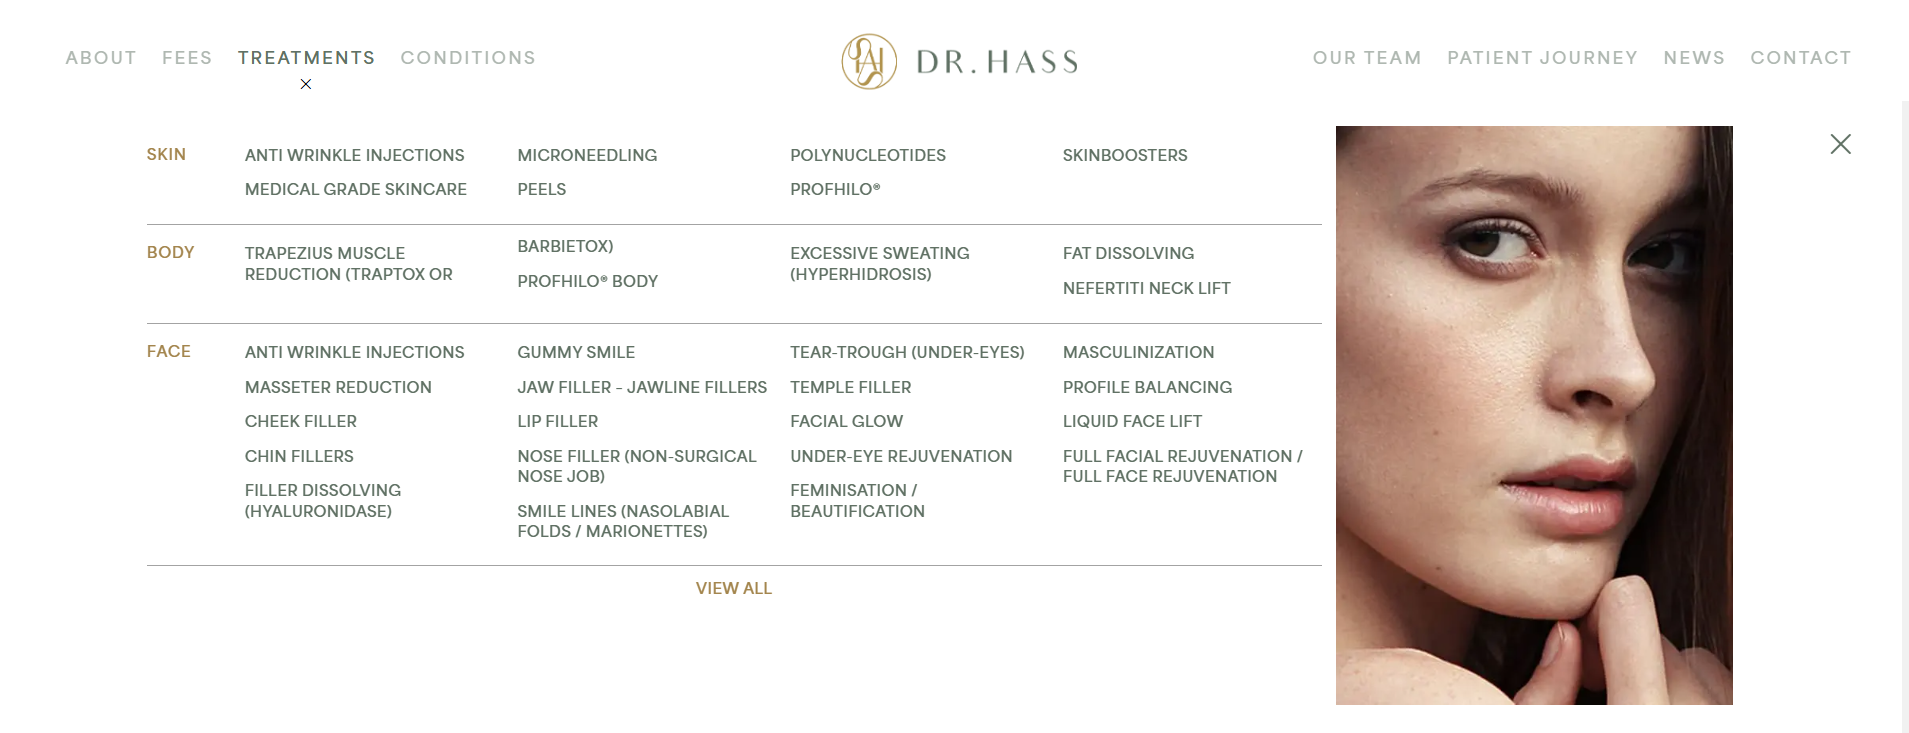 ABOUT
FEES
TREATMENTS
CONDITIONS
DR. HASS
OUR TEAM
PATIENT JOURNEY
NEWS
CONTACT
SKIN
ANTI WRINKLE INJECTIONS
MEDICAL GRADE SKINCARE
MICRONEEDLING
PEELS
POLYNUCLEOTIDES
PROFHILO®
SKINBOOSTERS
BODY
TRAPEZIUS MUSCLE
REDUCTION (TRAPTOX OR
BARBIETOX)
PROFHILO® BODY
EXCESSIVE SWEATING
(HYPERHIDROSIS)
FAT DISSOLVING
NEFERTITI NECK LIFT
FACE
ANTI WRINKLE INJECTIONS
MASSETER REDUCTION
CHEEK FILLER
CHIN FILLERS
FILLER DISSOLVING
(HYALURONIDASE)
GUMMY SMILE
JAW FILLER - JAWLINE FILLERS
LIP FILLER
NOSE FILLER (NON-SURGICAL
NOSE JOB)
SMILE LINES (NASOLABIAL
FOLDS / MARIONETTES)
TEAR-TROUGH (UNDER-EYES)
TEMPLE FILLER
FACIAL GLOW
UNDER-EYE REJUVENATION
FEMINISATION /
BEAUTIFICATION
MASCULINIZATION
PROFILE BALANCING
LIQUID FACE LIFT
FULL FACIAL REJUVENATION /
FULL FACE REJUVENATION
VIEW ALL